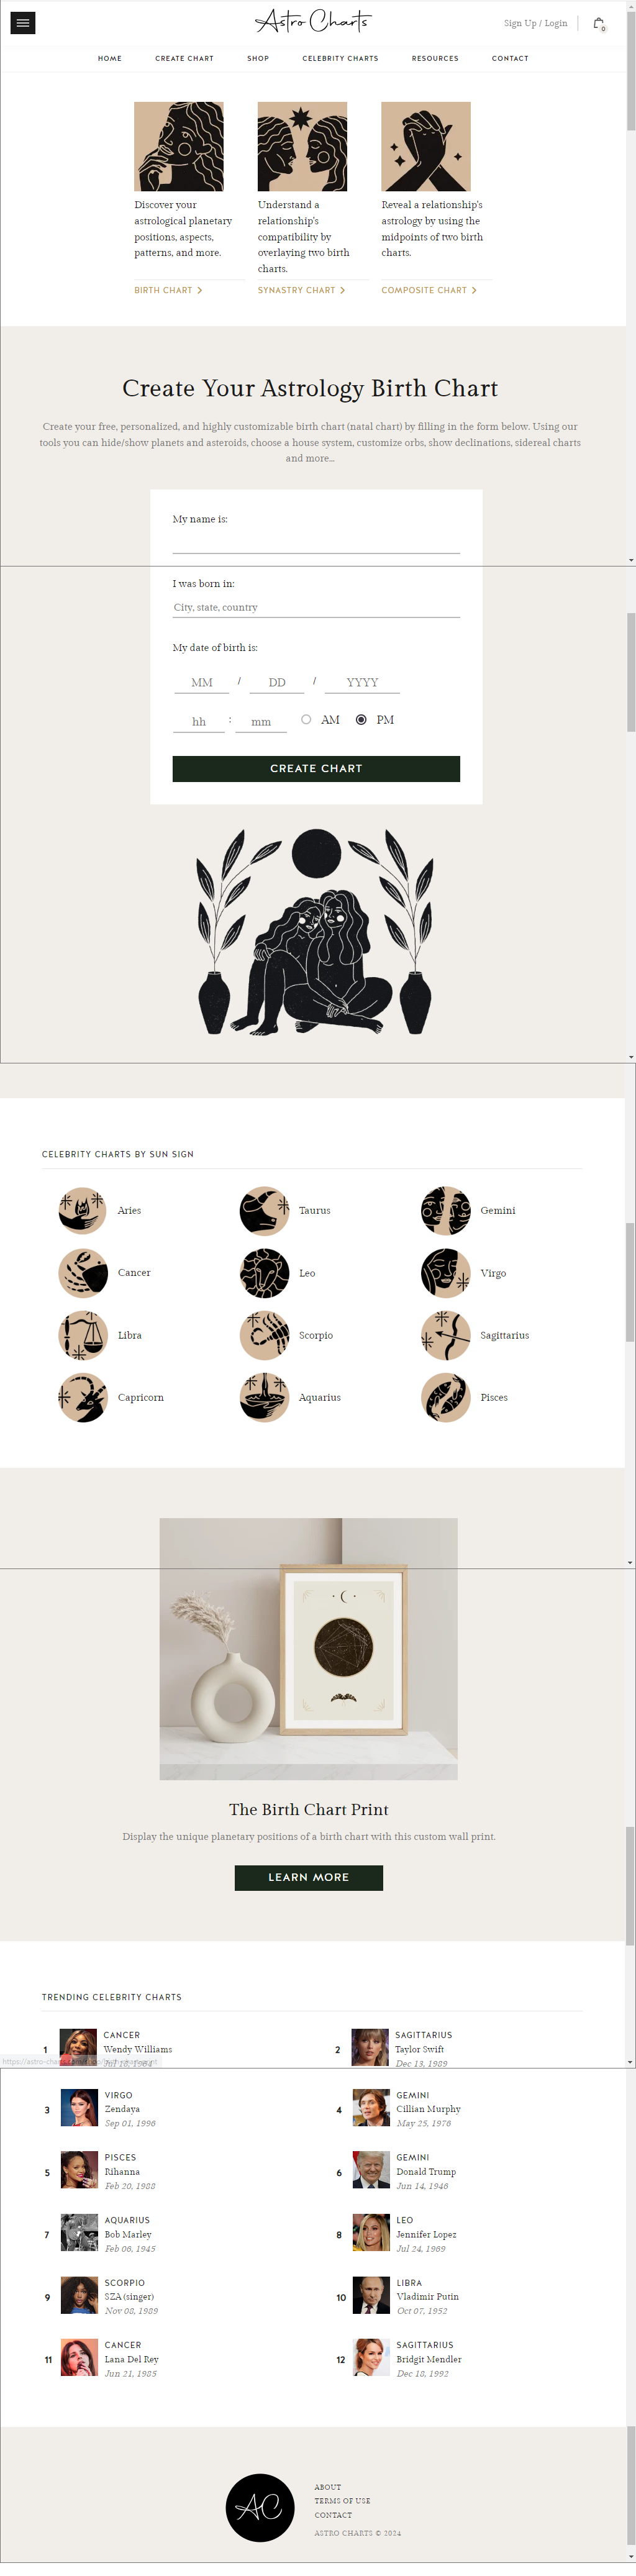 Astro Charts
Sign Up / Login
0
HOME
CREATE CHART
SHOP
CELEBRITY CHARTS
RESOURCES
CONTACT
Discover your
astrological planetary
positions, aspects,
patterns, and more.
BIRTH CHART
Understand a
relationship's
compatibility by
overlaying two birth
charts.
SYNASTRY CHART
Reveal a relationship's
astrology by using the
midpoints of two birth
charts.
COMPOSITE CHART
Create Your Astrology Birth Chart
Create your free, personalized, and highly customizable birth chart (natal chart) by filling in the form below. Using our
tools you can hide/show planets and asteroids, choose a house system, customize orbs, show declinations, sidereal charts
and more...
My name is:
I was born in:
City, state, country
My date of birth is:
MM / DD / YYYY
hh : mm AM PM
CREATE CHART
CELEBRITY CHARTS BY SUN SIGN
Aries
Taurus
Gemini
Cancer
Leo
Virgo
Libra
Scorpio
Sagittarius
Capricorn
Aquarius
Pisces
The Birth Chart Print
Display the unique planetary positions of a birth chart with this custom wall print.
LEARN MORE
TRENDING CELEBRITY CHARTS
1
CANCER
Wendy Williams
2
SAGITTARIUS
Taylor Swift
Dec 13, 1989
3
VIRGO
Zendaya
Sep 01, 1996
4
GEMINI
Cillian Murphy
May 25, 1976
5
PISCES
Rihanna
Feb 20, 1988
6
GEMINI
Donald Trump
Jun 14, 1946
7
AQUARIUS
Bob Marley
Feb 06, 1945
8
LEO
Jennifer Lopez
Jul 24, 1969
9
SCORPIO
SZA (singer)
Nov 08, 1989
10
LIBRA
Vladimir Putin
Oct 07, 1952
11
CANCER
Lana Del Rey
Jun 21, 1985
12
SAGITTARIUS
Bridgit Mendler
Dec 18, 1992
AC
ABOUT
TERMS OF USE
CONTACT
ASTRO CHARTS © 2024